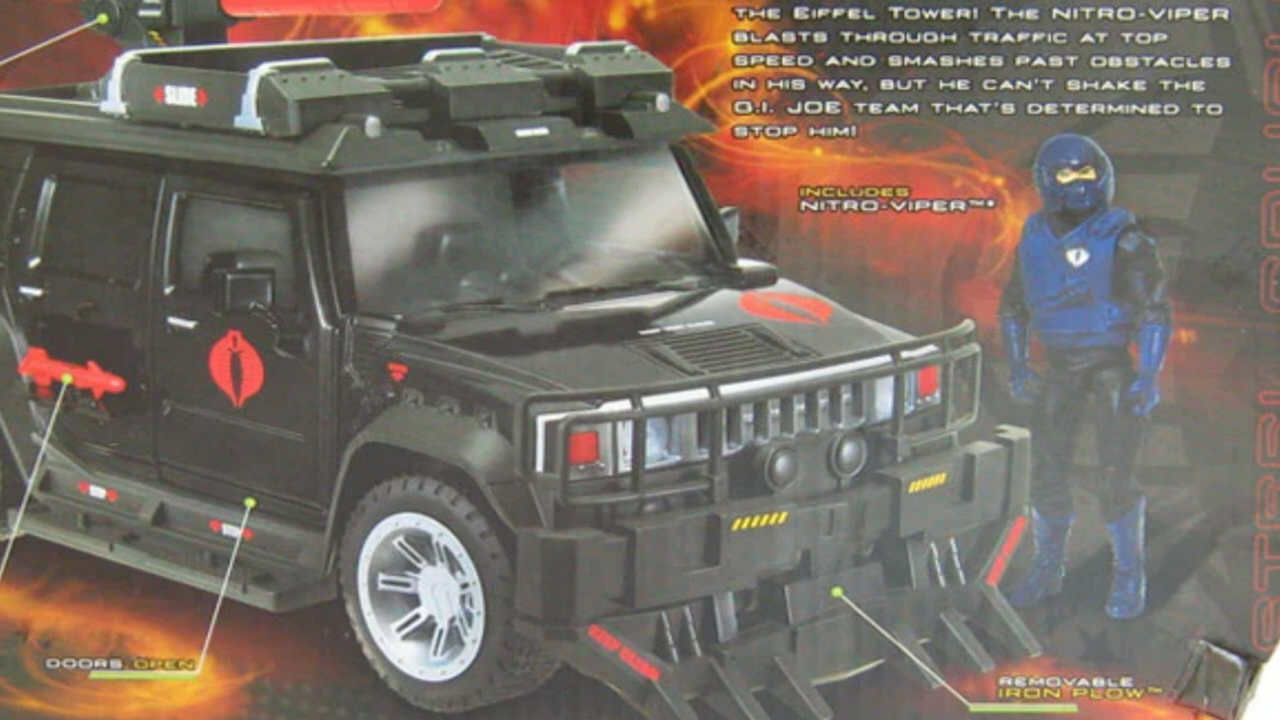 THE EIFFEL TOWER! THE NITRO-VIPER
BLASTS THROUGH TRAFFIC AT TOP
SPEED AND SMASHES PAST OBSTACLES
IN HIS WAY, BUT HE CAN'T SHAKE THE
G.I. JOE TEAM THAT'S DETERMINED TO
STOP HIM!
INCLUDES
NITRO-VIPER™*
SLIDE
DOORS OPEN
REMOVABLE
IRON PLOW™